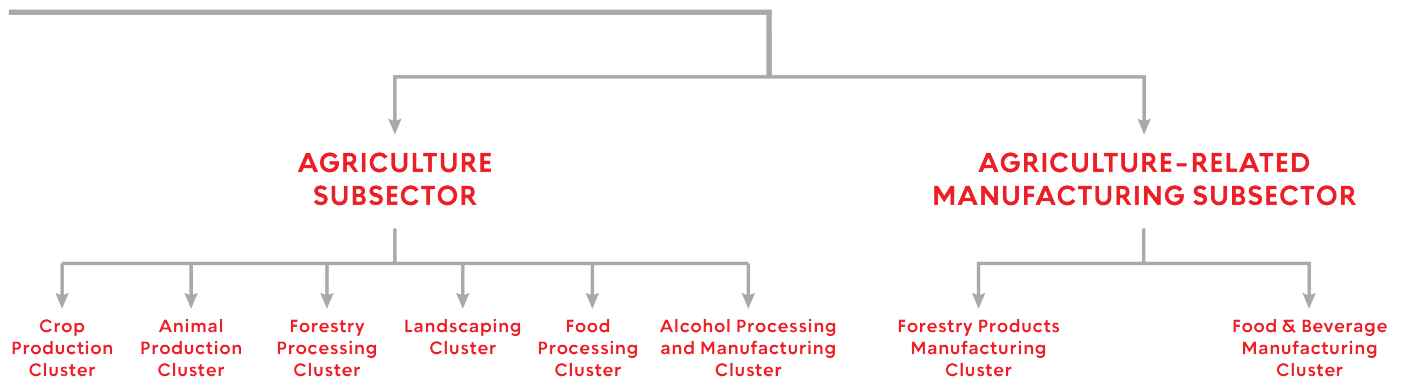 AGRICULTURE
SUBSECTOR
AGRICULTURE-RELATED
MANUFACTURING SUBSECTOR
Crop
Production
Cluster
Animal
Production
Cluster
Forestry
Processing
Cluster
Landscaping
Cluster
Food
Processing
Cluster
Alcohol Processing
and Manufacturing
Cluster
Forestry Products
Manufacturing
Cluster
Food & Beverage
Manufacturing
Cluster